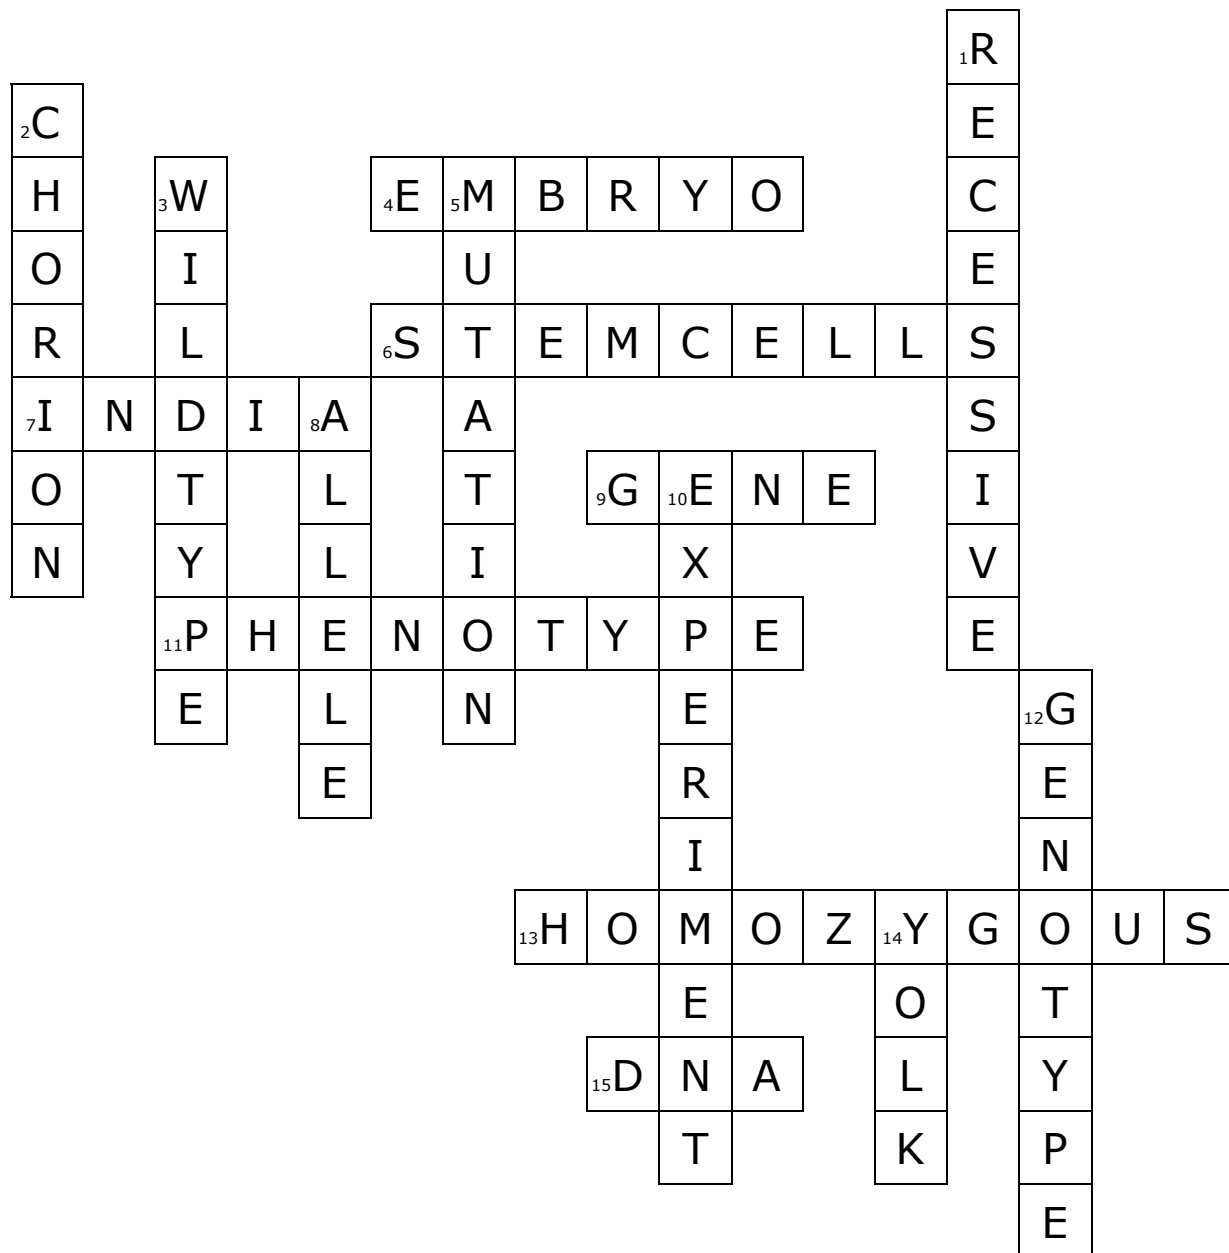 1R
2C E
H 3W 4E 5M B R Y O C
O I U E
R L 6S T E M C E L L S
7I N D I 8A A S
O T L T 9G 10E N E I
N Y L I X V
11P H E N O T Y P E E
E L N E 12G
E R E
I N
13H O M O Z 14Y G O U S
E O T
15D N A L Y
T K P
E